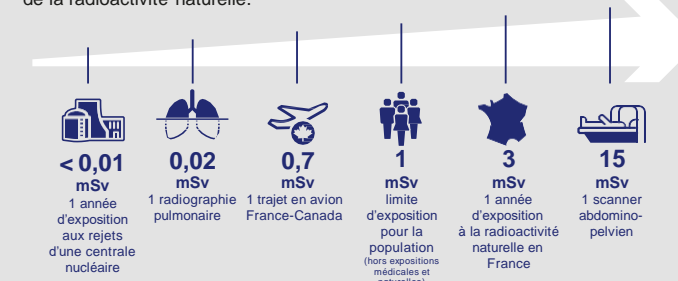 de la radioactivité naturelle.
< 0,01
mSv
1 année
d'exposition
aux rejets
d'une centrale
nucléaire
0,02
mSv
1 radiographie
pulmonaire
0,7
mSv
1 trajet en avion
France-Canada
1
mSv
limite
d'exposition
pour la
population
(hors expositions
médicales et
naturelles)
3
mSv
1 année
d'exposition
à la radioactivité
naturelle en
France
15
mSv
1 scanner
abdomino-
pelvien